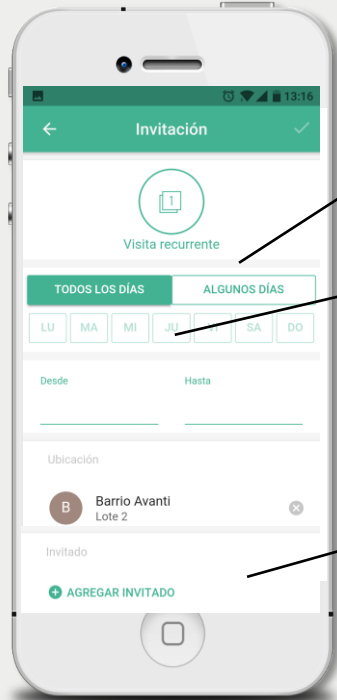 13:16
Invitación
1
Visita recurrente
TODOS LOS DÍAS ALGUNOS DÍAS
LU MA MI JU VI SA DO
Desde Hasta
Ubicación
B
Barrio Avanti
Lote 2
Invitado
AGREGAR INVITADO